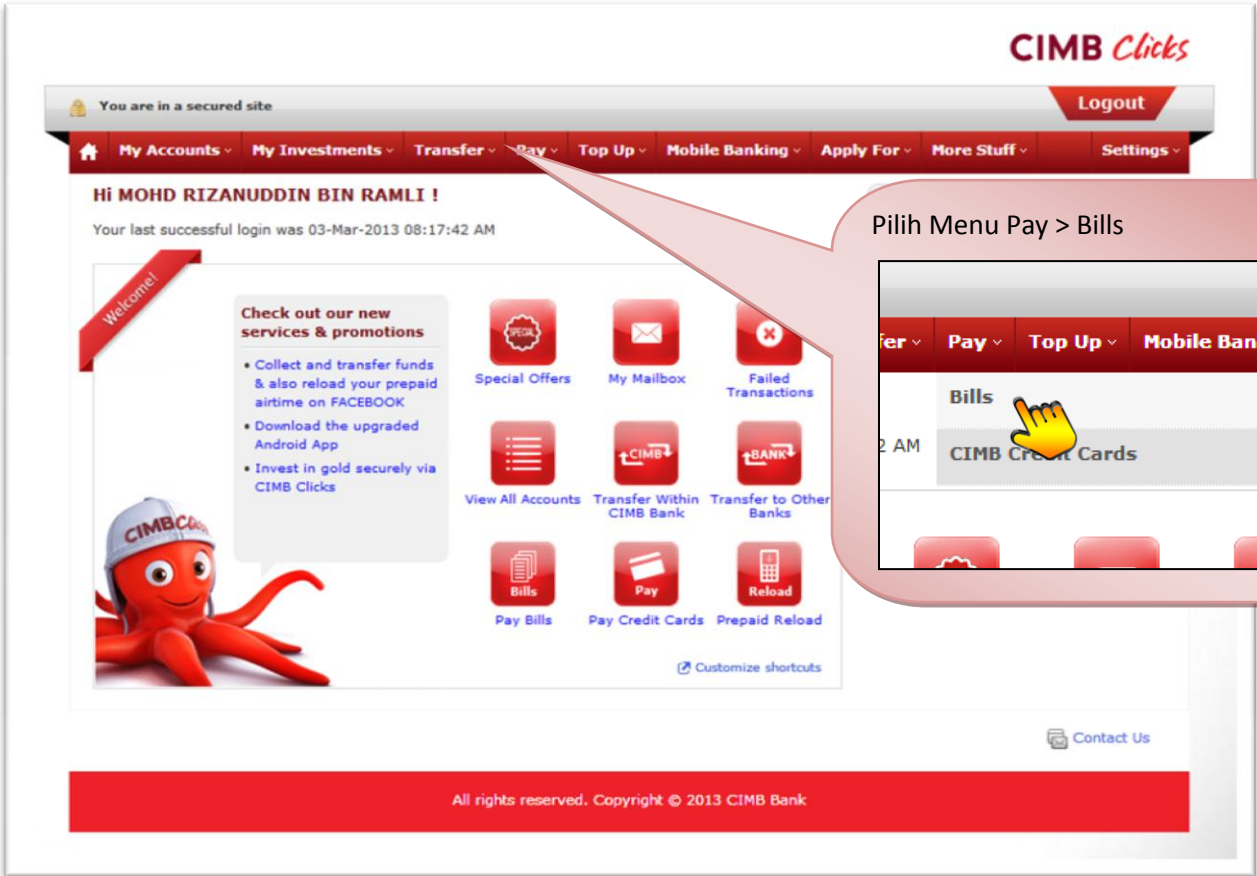 CIMB Clicks
You are in a secured site
Logout
My Accounts My Investments Transfer Pay Top Up Mobile Banking Apply For More Stuff Settings
Hi MOHD RIZANUDDIN BIN RAMLI !
Your last successful login was 03-Mar-2013 08:17:42 AM
Welcome!
Check out our new
services & promotions
• Collect and transfer funds
& also reload your prepaid
airtime on FACEBOOK
• Download the upgraded
Android App
• Invest in gold securely via
CIMB Clicks
CIMBClicks
SPECIAL
Special Offers
My Mailbox
Failed
Transactions
View All Accounts
CIMB
Transfer Within
CIMB Bank
BANK
Transfer to Other
Banks
Bills
Pay Bills
Pay
Pay Credit Cards
Reload
Prepaid Reload
Customize shortcuts
Pilih Menu Pay > Bills
fer Pay Top Up Mobile Ban
Bills
2 AM
CIMB Credit Cards
Contact Us
All rights reserved. Copyright © 2013 CIMB Bank